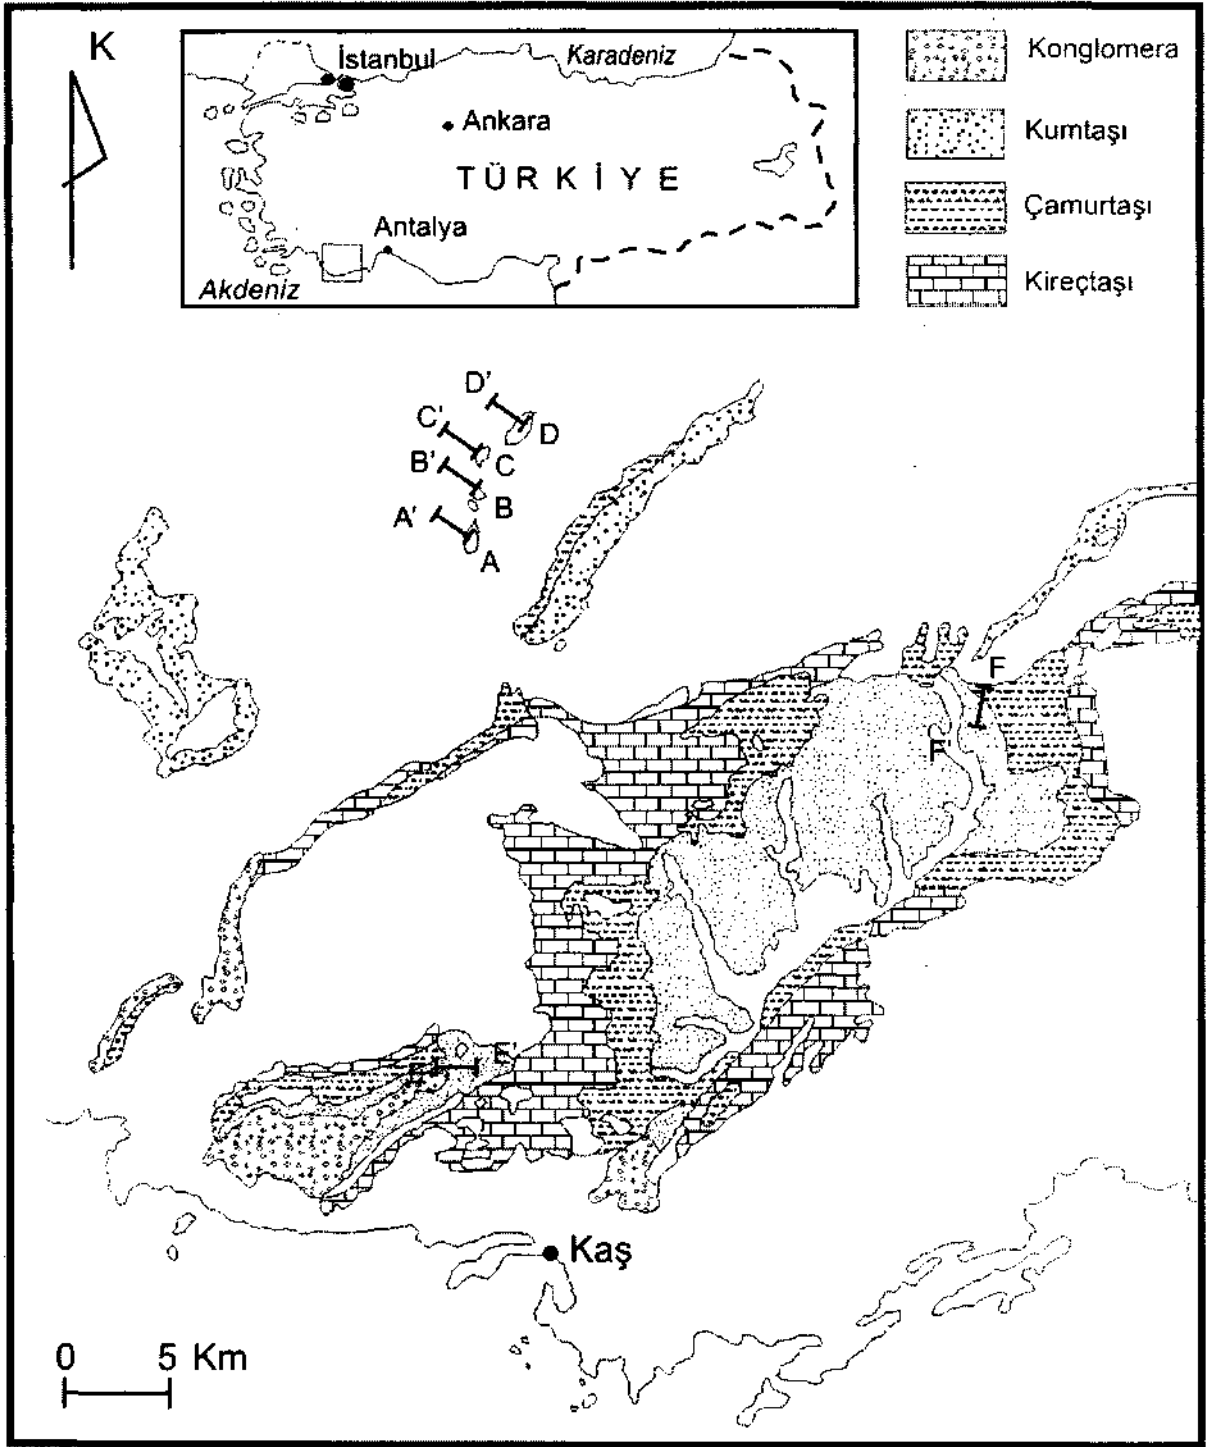 K
İstanbul
Karadeniz
Ankara
TÜRKİYE
Antalya
Akdeniz
Konglomera
Kumtaşı
Çamurtaşı
Kireçtaşı
D'
C'
D
B'
C
A'
B
A
F
F'
E'
E
Kaş
0 5 Km